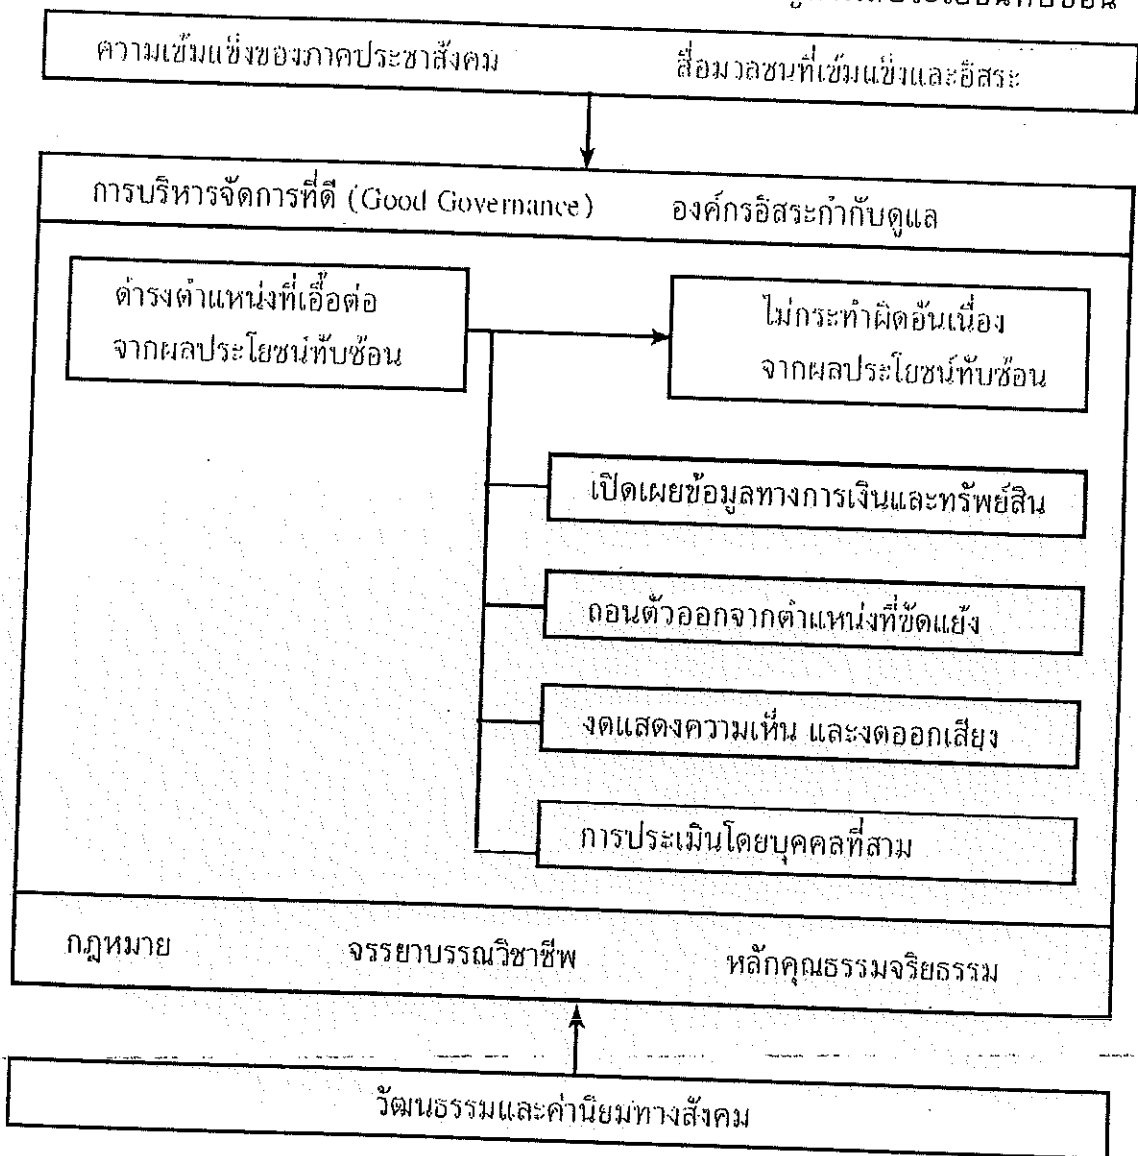 ความเข้มแข็งของภาคประชาสังคม สื่อมวลชนที่เข้มแข็งและอิสระ
การบริหารจัดการที่ดี (Good Governance) องค์กรอิสระกำกับดูแล
ดำรงตำแหน่งที่เอื้อต่อ
จากผลประโยชน์ทับซ้อน
ไม่กระทำผิดอันเนื่อง
จากผลประโยชน์ทับซ้อน
เปิดเผยข้อมูลทางการเงินและทรัพย์สิน
ถอนตัวออกจากตำแหน่งที่ขัดแย้ง
งดแสดงความเห็น และงดออกเสียง
การประเมินโดยบุคคลที่สาม
กฎหมาย จรรยาบรรณวิชาชีพ หลักคุณธรรมจริยธรรม
วัฒนธรรมและค่านิยมทางสังคม